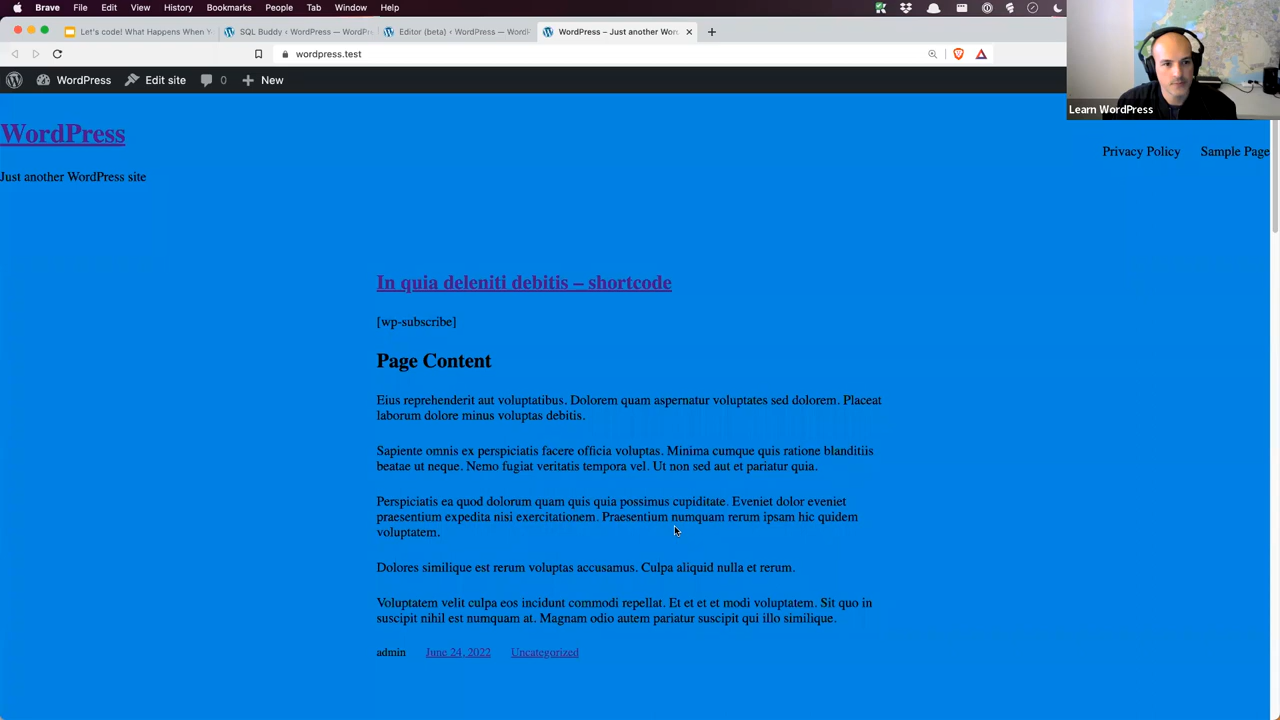 Brave File Edit View History Bookmarks People Tab Window Help
Let's code! What Happens When Y
SQL Buddy ‹ WordPress — WordPr
Editor (beta) ‹ WordPress — Word
WordPress – Just another Wor
wordpress.test
WordPress Edit site 0 New
Learn WordPress
WordPress
Privacy Policy Sample Page
Just another WordPress site
In quia deleniti debitis – shortcode
[wp-subscribe]
Page Content
Eius reprehenderit aut voluptatibus. Dolorem quam aspernatur voluptates sed dolorem. Placeat
laborum dolore minus voluptas debitis.
Sapiente omnis ex perspiciatis facere officia voluptas. Minima cumque quis ratione blanditiis
beatae ut neque. Nemo fugiat veritatis tempora vel. Ut non sed aut et pariatur quia.
Perspiciatis ea quod dolorum quam quis quia possimus cupiditate. Eveniet dolor eveniet
praesentium expedita nisi exercitationem. Praesentium numquam rerum ipsam hic quidem
voluptatem.
Dolores similique est rerum voluptas accusamus. Culpa aliquid nulla et rerum.
Voluptatem velit culpa eos incidunt commodi repellat. Et et et et modi voluptatem. Sit quo in
suscipit nihil est numquam at. Magnam odio autem pariatur suscipit qui illo similique.
admin June 24, 2022 Uncategorized